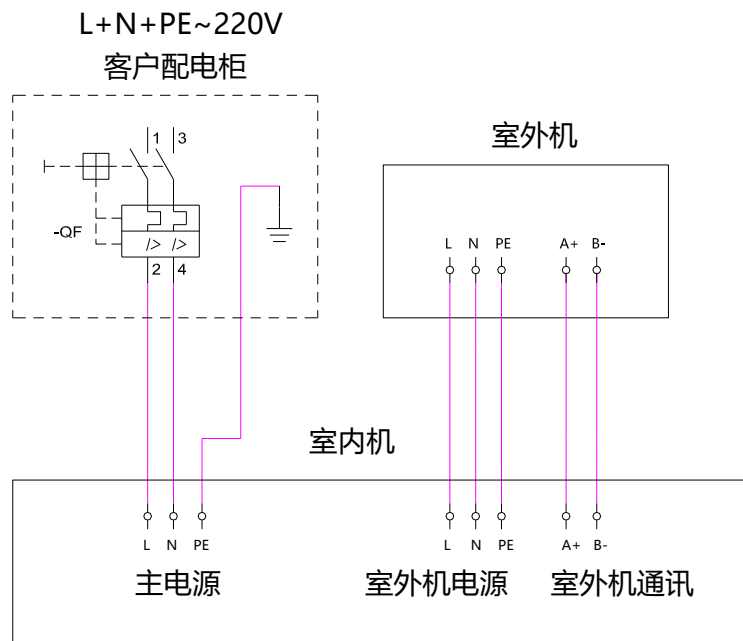 L+N+PE~220V
客户配电柜
室外机
1 3
-QF
I> I>
2 4
L N PE A+ B-
室内机
L N PE L N PE A+ B-
主电源 室外机电源 室外机通讯